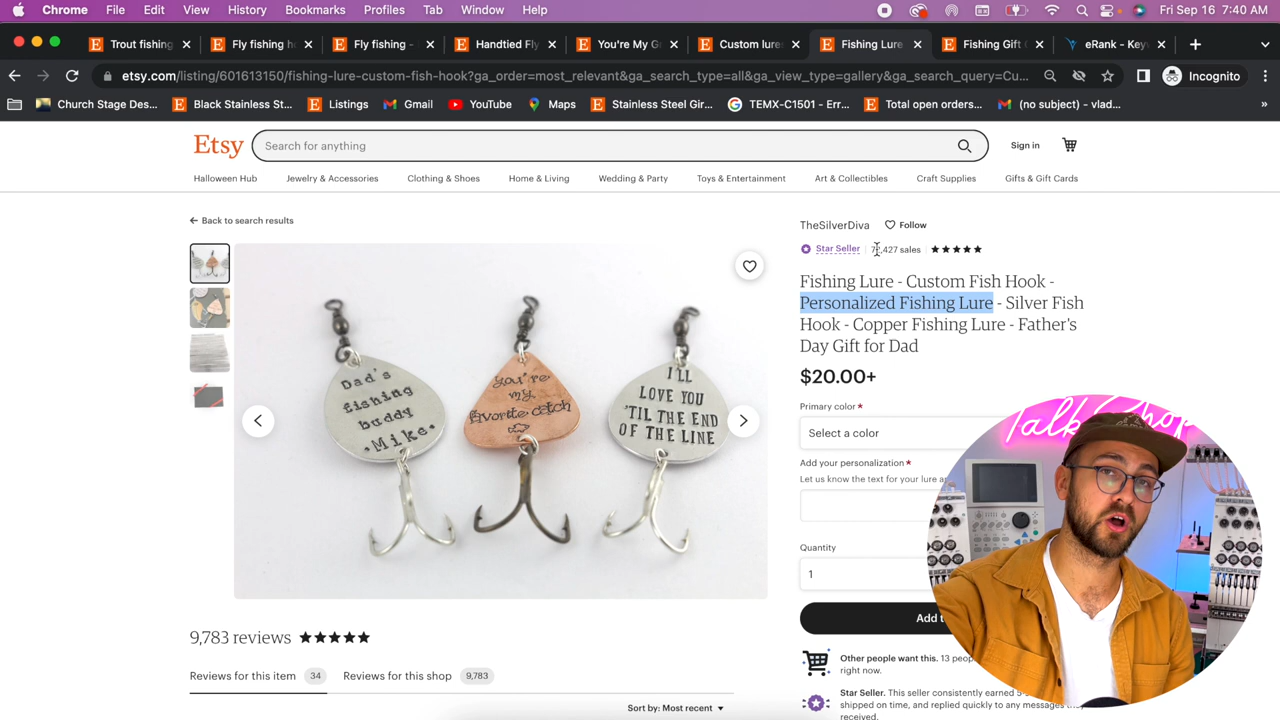 Chrome File Edit View History Bookmarks Profiles Tab Window Help Fri Sep 16 7:40 AM
Trout fishing Fly fishing h Fly fishing - Handtied Fly You're My G Custom lure Fishing Lure Fishing Gift eRank - Key
etsy.com/listing/601613150/fishing-lure-custom-fish-hook?ga_order=most_relevant&ga_search_type=all&ga_view_type=gallery&ga_search_query=Cu... Incognito
Church Stage Des... Black Stainless St... Listings Gmail YouTube Maps Stainless Steel Gir... TEMX-C1501 – Err... Total open orders... (no subject) – vlad... »
Etsy Search for anything Sign in
Halloween Hub Jewelry & Accessories Clothing & Shoes Home & Living Wedding & Party Toys & Entertainment Art & Collectibles Craft Supplies Gifts & Gift Cards
Back to search results
TheSilverDiva Follow
Star Seller sales
Fishing Lure - Custom Fish Hook -
Personalized Fishing Lure - Silver Fish
Hook - Copper Fishing Lure - Father's
Day Gift for Dad
$20.00+
Primary color *
Select a color
Add your personalization *
Let us know the text for your lure
Quantity
1
Add
Other people want this. 13
right now.
Star Seller. This seller consistently earned
shipped on time, and replied quickly to any
received.
Dad's
fishing
buddy
.Mike.
you're
my
favorite catch
I'LL
LOVE YOU
'TIL THE END
OF THE LINE
9,783 reviews
Reviews for this item 34 Reviews for this shop 9,783
Sort by: Most recent
Talk Shop